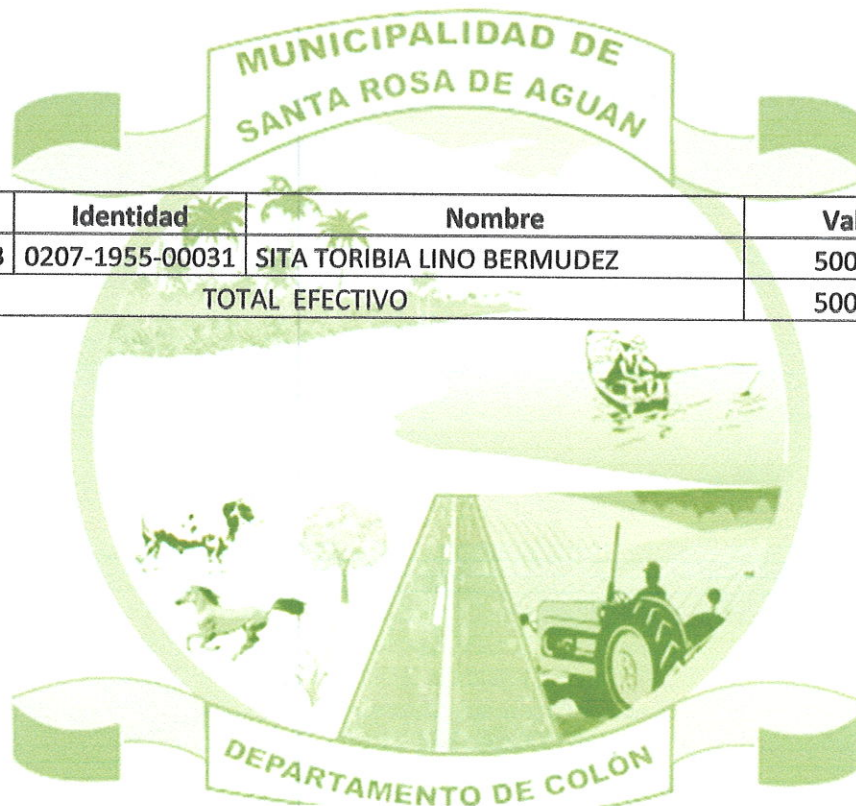 MUNICIPALIDAD DE
SANTA ROSA DE AGUAN
Identidad Nombre
0207-1955-00031 SITA TORIBIA LINO BERMUDEZ 500
TOTAL EFECTIVO 500
DEPARTAMENTO DE COLÓN